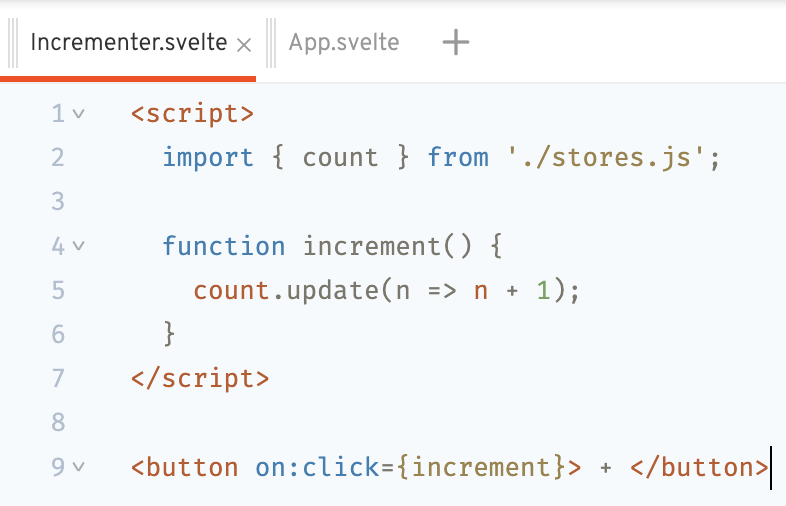 Incrementer.svelte × App.svelte +
1 <script>
2   import { count } from './stores.js';
3
4   function increment() {
5     count.update(n => n + 1);
6   }
7 </script>
8
9 <button on:click={increment}> + </button>